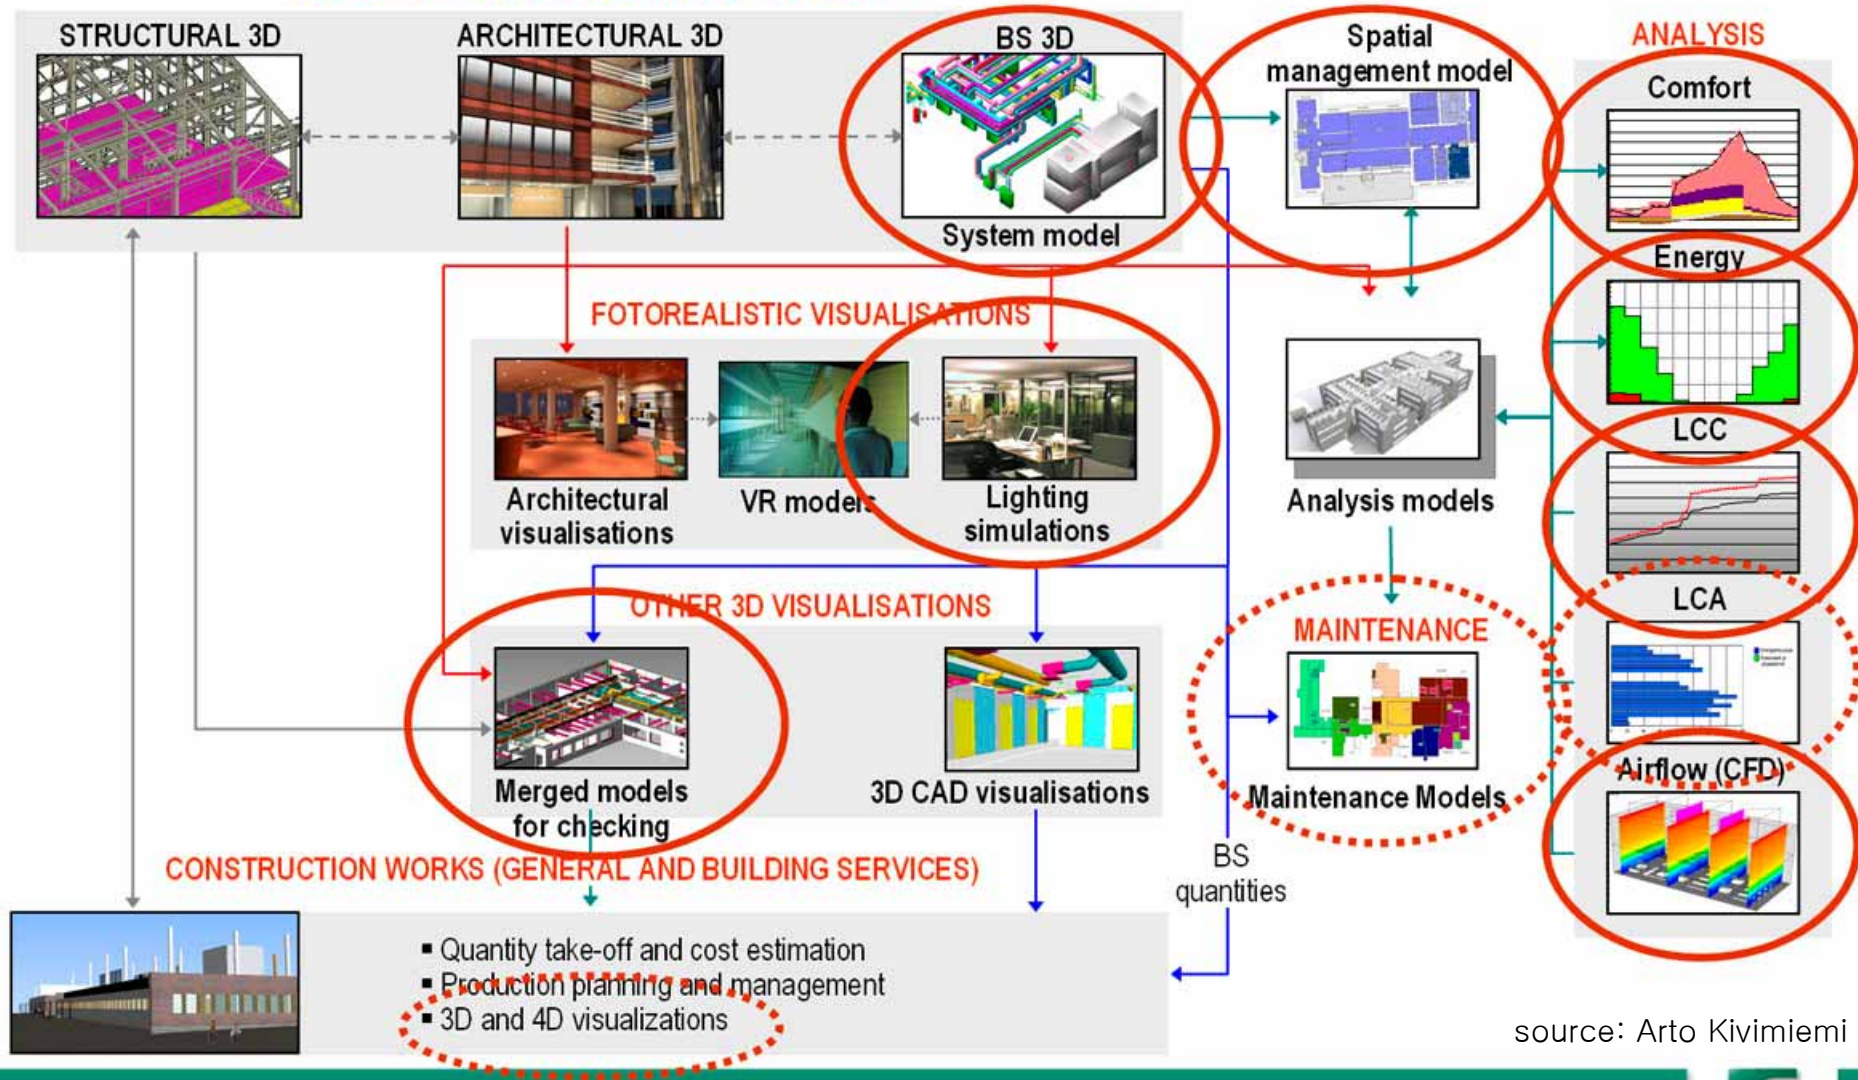 STRUCTURAL 3D
ARCHITECTURAL 3D
BS 3D
System model
Spatial
management model
ANALYSIS
Comfort
Energy
LCC
LCA
Airflow (CFD)
FOTOREALISTIC VISUALISATIONS
Architectural
visualisations
VR models
Lighting
simulations
Analysis models
OTHER 3D VISUALISATIONS
Merged models
for checking
3D CAD visualisations
MAINTENANCE
Maintenance Models
BS
quantities
CONSTRUCTION WORKS (GENERAL AND BUILDING SERVICES)
▪ Quantity take-off and cost estimation
▪ Production planning and management
▪ 3D and 4D visualizations
source: Arto Kivimiemi